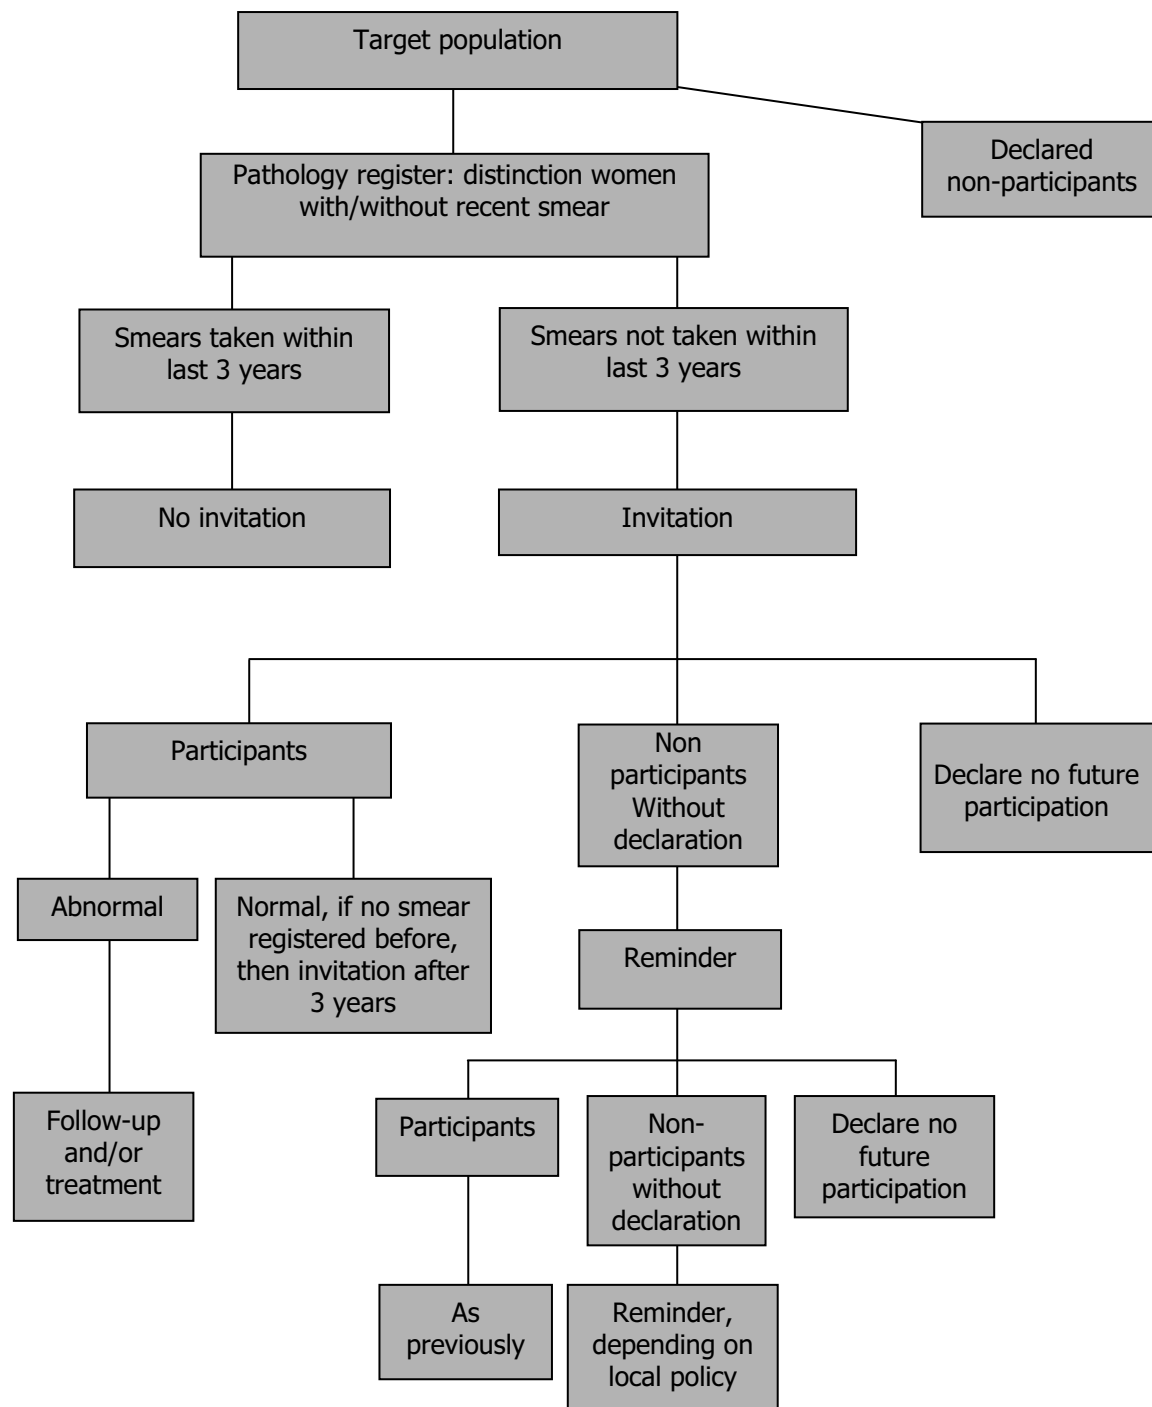 Target population
Declared
non-participants
Pathology register: distinction women
with/without recent smear
Smears taken within
last 3 years
Smears not taken within
last 3 years
No invitation
Invitation
Participants
Non
participants
Without
declaration
Declare no future
participation
Abnormal
Normal, if no smear
registered before,
then invitation after
3 years
Reminder
Follow-up
and/or
treatment
Participants
Non-
participants
without
declaration
Declare no
future
participation
As
previously
Reminder,
depending on
local policy